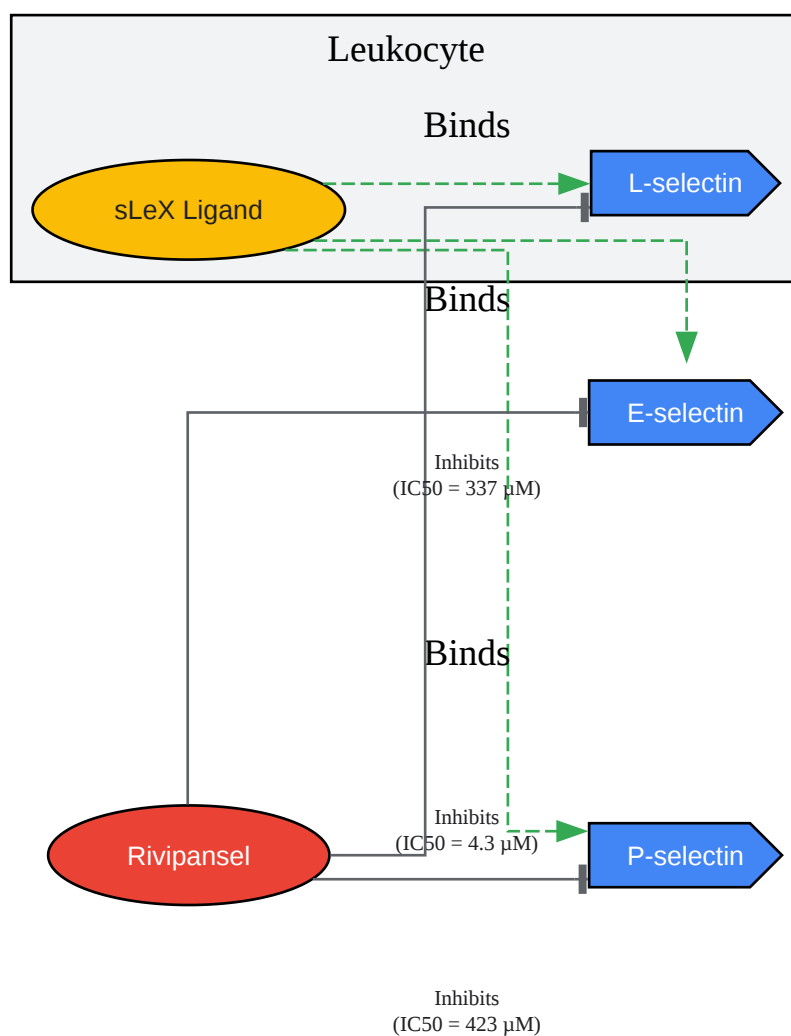 Leukocyte
Binds
L-selectin
sLeX Ligand
Binds
E-selectin
Inhibits
(IC50 = 337 µM)
Binds
Inhibits
(IC50 = 4.3 µM)
Rivipansel
P-selectin
Inhibits
(IC50 = 423 µM)